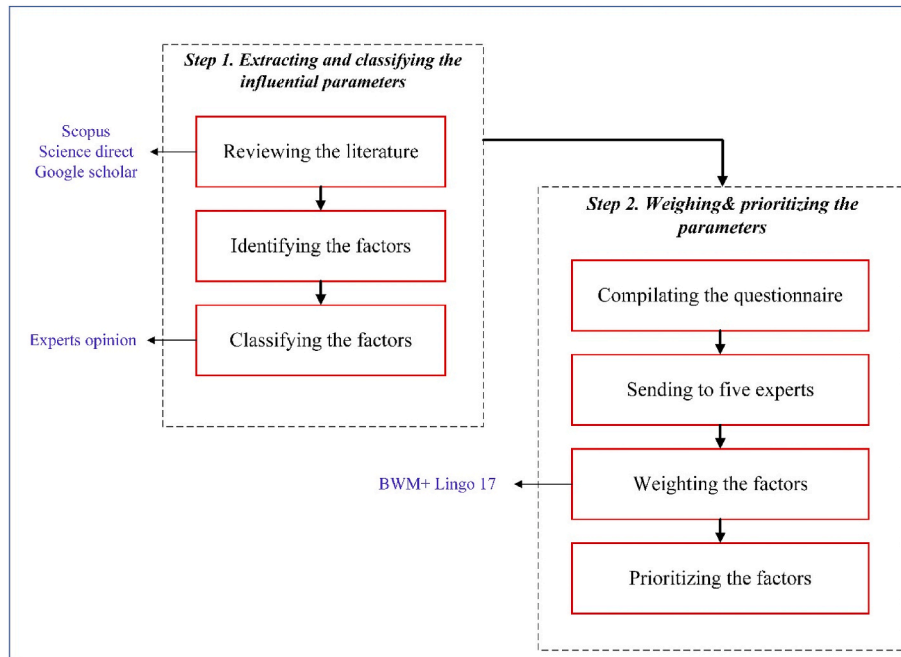 Step 1. Extracting and classifying the
influential parameters
Scopus
Science direct
Google scholar
Reviewing the literature
Identifying the factors
Experts opinion
Classifying the factors
Step 2. Weighing& prioritizing the
parameters
Compilating the questionnaire
Sending to five experts
BWM+ Lingo 17
Weighting the factors
Prioritizing the factors